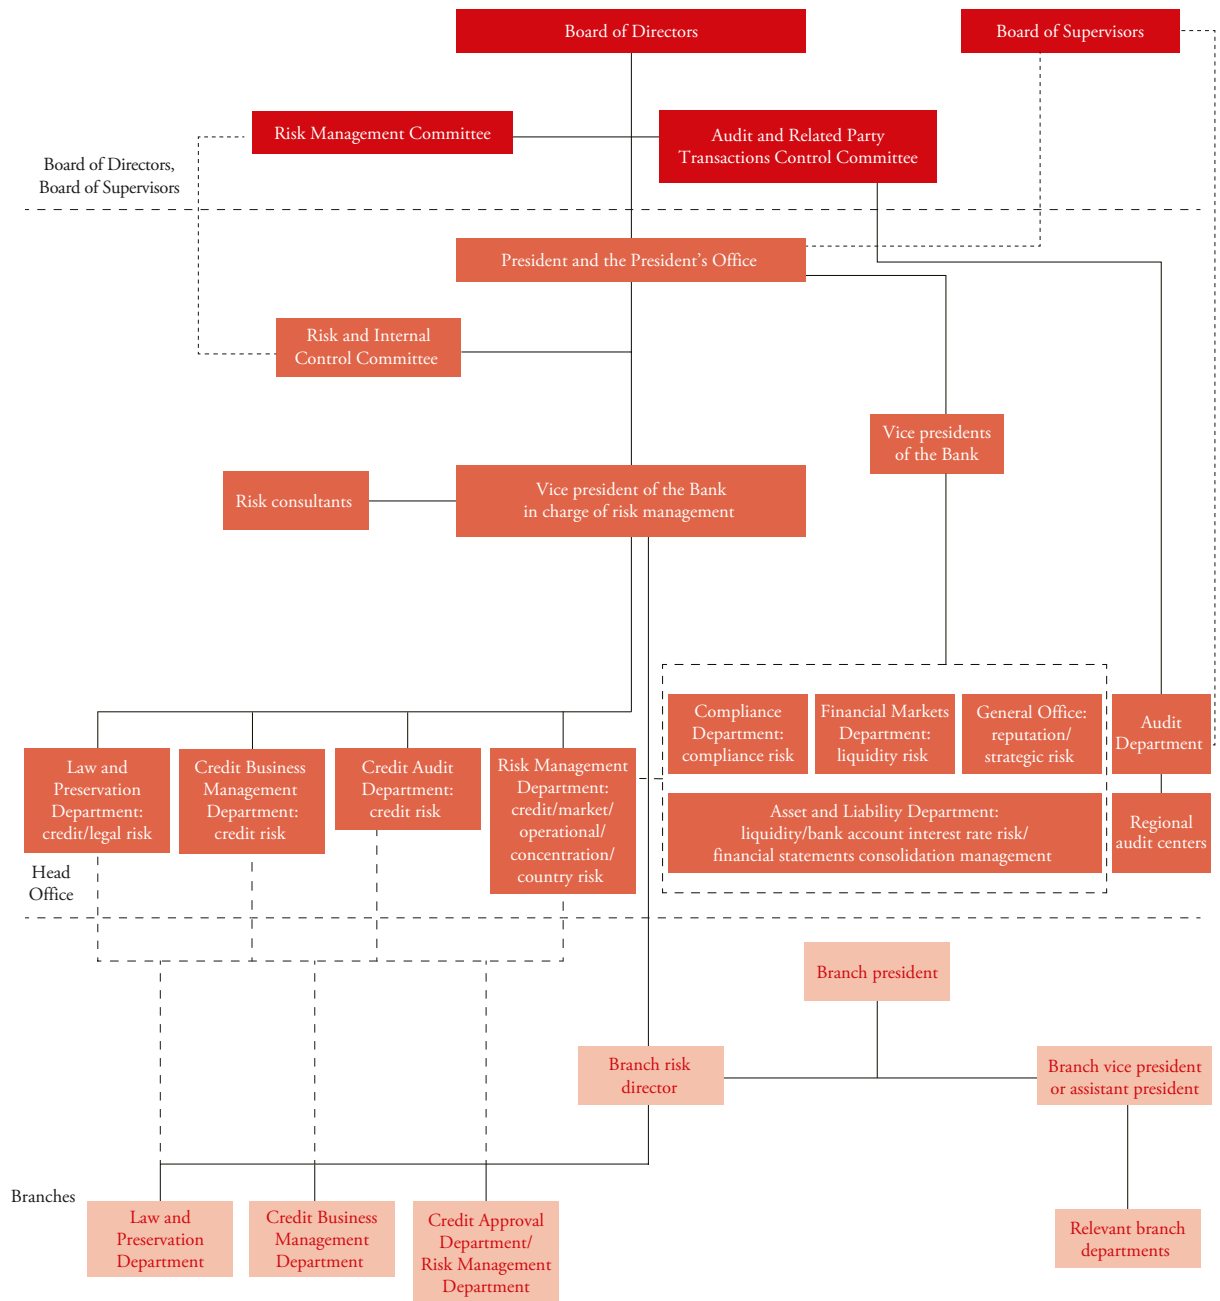 Board of Directors
Board of Supervisors
Risk Management Committee
Audit and Related Party
Transactions Control Committee
Board of Directors,
Board of Supervisors
President and the President’s Office
Risk and Internal
Control Committee
Vice presidents
of the Bank
Risk consultants
Vice president of the Bank
in charge of risk management
Compliance
Department:
compliance risk
Financial Markets
Department:
liquidity risk
General Office:
reputation/
strategic risk
Audit
Department
Law and
Preservation
Department:
credit/legal risk
Credit Business
Management
Department:
credit risk
Credit Audit
Department:
credit risk
Risk Management
Department:
credit/market/
operational/
concentration/
country risk
Asset and Liability Department:
liquidity/bank account interest rate risk/
financial statements consolidation management
Regional
audit centers
Head
Office
Branch president
Branch risk
director
Branch vice president
or assistant president
Branches
Law and
Preservation
Department
Credit Business
Management
Department
Credit Approval
Department/
Risk Management
Department
Relevant branch
departments